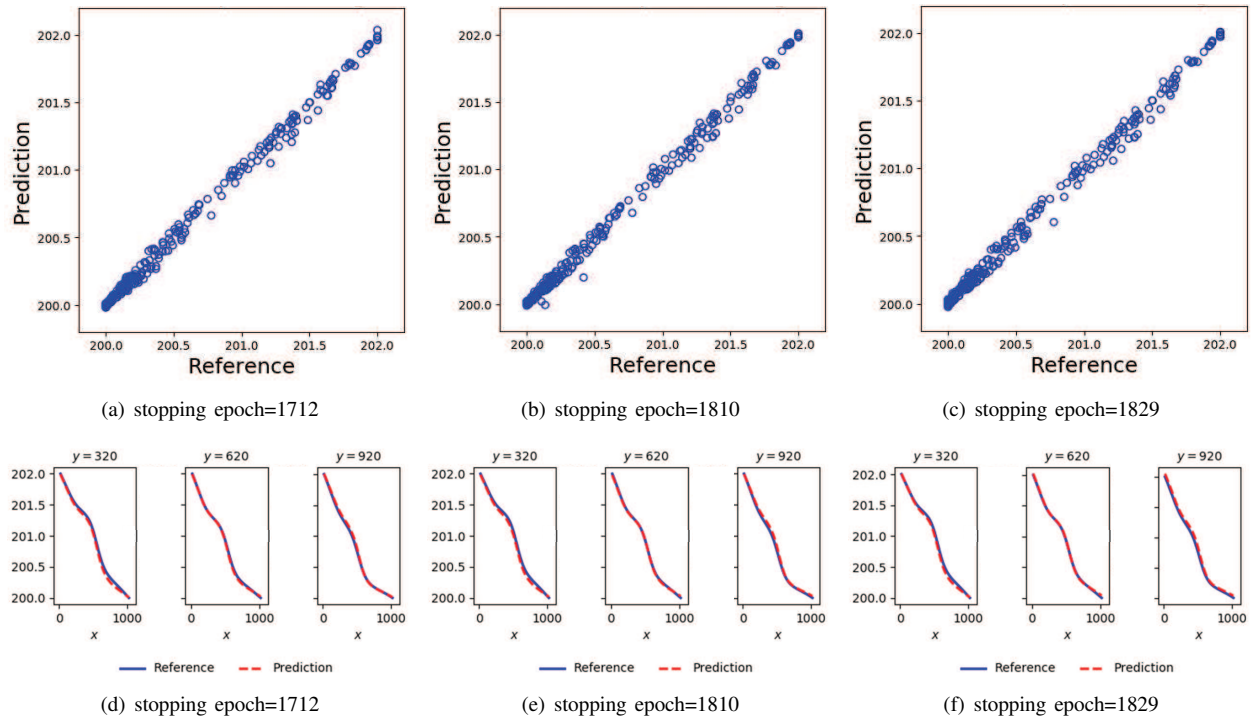 202.0
201.5
201.0
200.5
200.0
Prediction
200.0 200.5 201.0 201.5 202.0
Reference
(a) stopping epoch=1712
202.0
201.5
201.0
200.5
200.0
Prediction
200.0 200.5 201.0 201.5 202.0
Reference
(b) stopping epoch=1810
202.0
201.5
201.0
200.5
200.0
Prediction
200.0 200.5 201.0 201.5 202.0
Reference
(c) stopping epoch=1829
y = 320 y = 620 y = 920
202.0
201.5
201.0
200.5
200.0
0 1000 0 1000 0 1000
x x x
Reference Prediction
(d) stopping epoch=1712
y = 320 y = 620 y = 920
202.0
201.5
201.0
200.5
200.0
0 1000 0 1000 0 1000
x x x
Reference Prediction
(e) stopping epoch=1810
y = 320 y = 620 y = 920
202.0
201.5
201.0
200.5
200.0
0 1000 0 1000 0 1000
x x x
Reference Prediction
(f) stopping epoch=1829